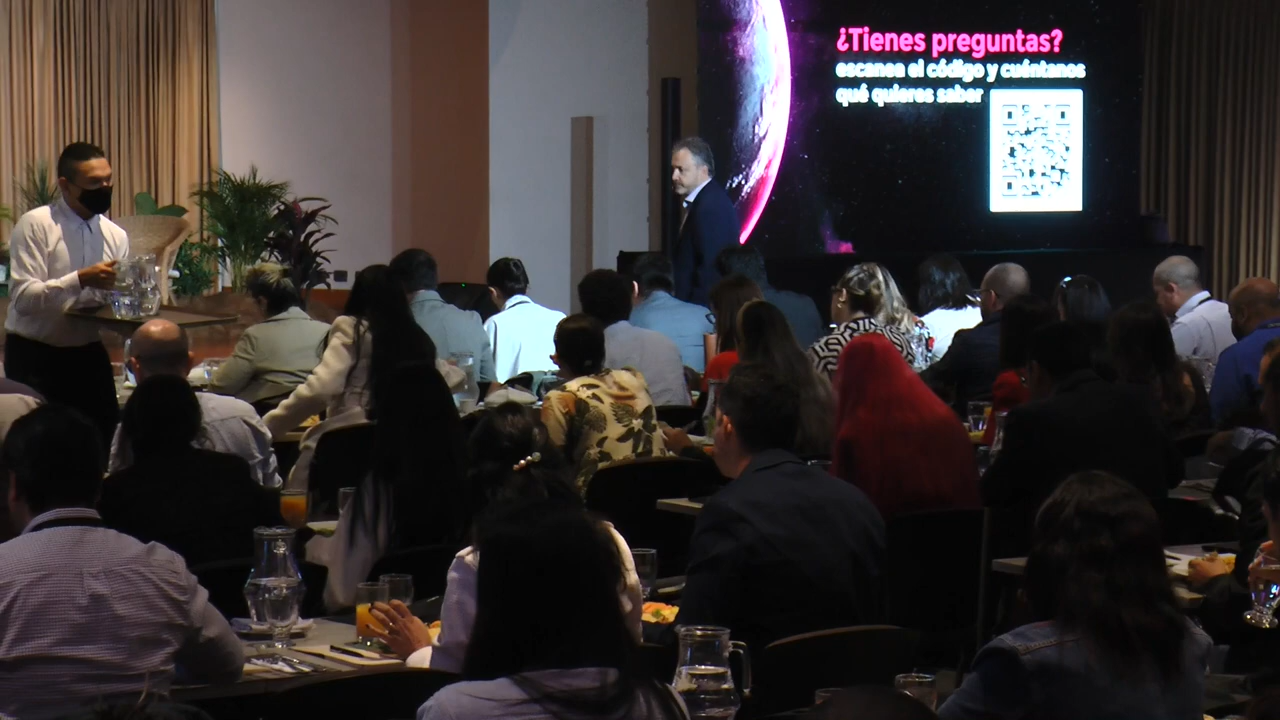 ¿Tienes preguntas?
escanea el código y cuéntanos
qué quieres saber